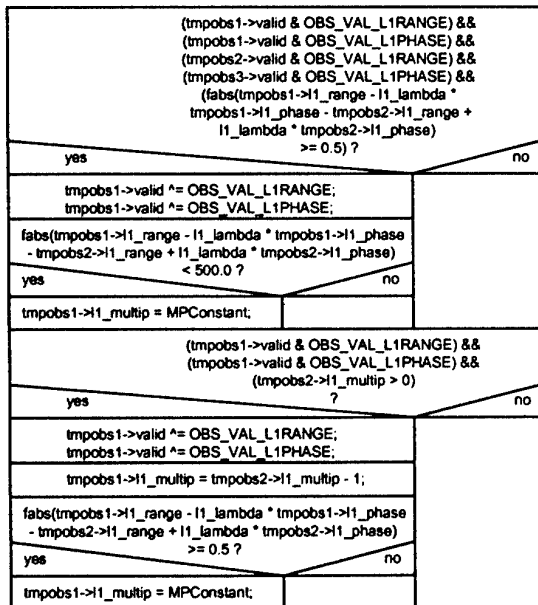 (tmpobs1->valid & OBS_VAL_L1RANGE) &&
(tmpobs1->valid & OBS_VAL_L1PHASE) &&
(tmpobs2->valid & OBS_VAL_L1RANGE) &&
(tmpobs3->valid & OBS_VAL_L1PHASE) &&
(fabs(tmpobs1->l1_range - l1_lambda *
tmpobs1->l1_phase - tmpobs2->l1_range +
l1_lambda * tmpobs2->l1_phase)
>= 0.5) ?
yes no
tmpobs1->valid ^= OBS_VAL_L1RANGE;
tmpobs1->valid ^= OBS_VAL_L1PHASE;
fabs(tmpobs1->l1_range - l1_lambda * tmpobs1->l1_phase
- tmpobs2->l1_range + l1_lambda * tmpobs2->l1_phase)
< 500.0 ?
yes no
tmpobs1->l1_multip = MPConstant;
(tmpobs1->valid & OBS_VAL_L1RANGE) &&
(tmpobs1->valid & OBS_VAL_L1PHASE) &&
(tmpobs2->l1_multip > 0)
?
yes no
tmpobs1->valid ^= OBS_VAL_L1RANGE;
tmpobs1->valid ^= OBS_VAL_L1PHASE;
tmpobs1->l1_multip = tmpobs2->l1_multip - 1;
fabs(tmpobs1->l1_range - l1_lambda * tmpobs1->l1_phase
- tmpobs2->l1_range + l1_lambda * tmpobs2->l1_phase)
>= 0.5 ?
yes no
tmpobs1->l1_multip = MPConstant;